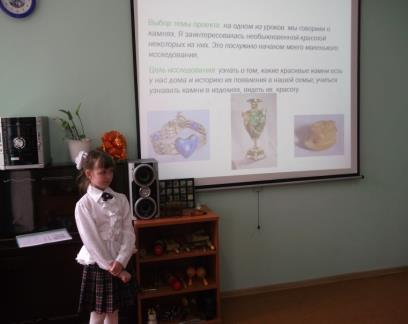 Выбор темы проекта: на одном из уроков мы говорили о
камнях. Я заинтересовалась необыкновенной красотой
некоторых из них. Это послужило началом моего маленького
исследования.
Цель исследования: узнать о том, какие красивые камни есть
у нас дома и историю их появления в нашей семье, учиться
узнавать камни в изделиях, видеть их красоту.